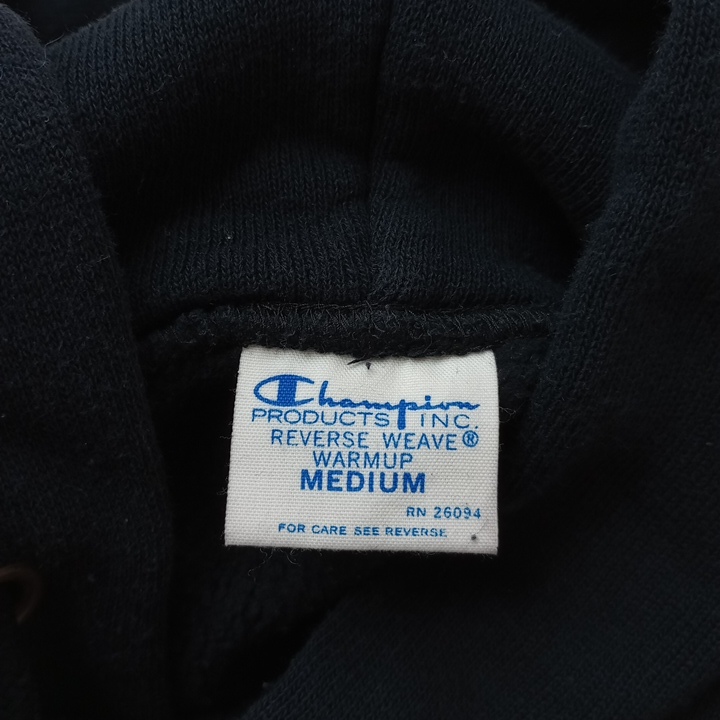 Champion
PRODUCTS INC.
REVERSE WEAVE®
WARMUP
MEDIUM
RN 26094
FOR CARE SEE REVERSE